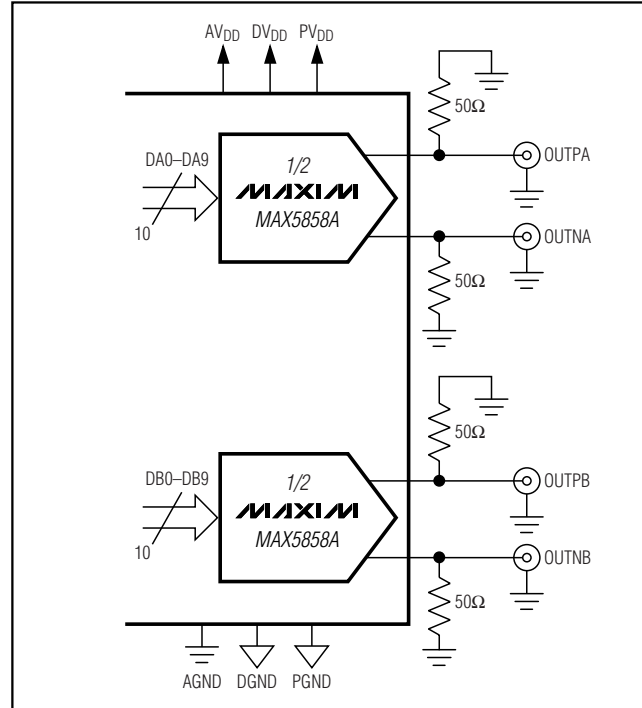 AVDD DVDD PVDD
50Ω
DA0–DA9
1/2
MAXIM
MAX5858A
10
OUTPA
OUTNA
50Ω
50Ω
DB0–DB9
1/2
MAXIM
MAX5858A
10
OUTPB
OUTNB
50Ω
AGND DGND PGND